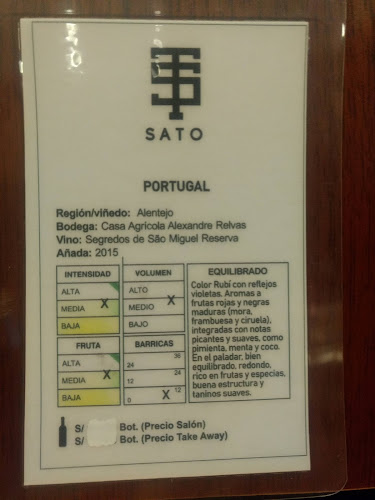 SATO
PORTUGAL
Región/viñedo: Alentejo
Bodega: Casa Agrícola Alexandre Relvas
Vino: Segredos de São Miguel Reserva
Añada: 2015
INTENSIDAD
ALTA
MEDIA X
BAJA
VOLUMEN
ALTO
MEDIO X
BAJO
FRUTA
ALTA
MEDIA X
BAJA
BARRICAS
36
24
24
12
12
0 X
EQUILIBRADO
Color Rubí con reflejos
violetas. Aromas a
frutas rojas y negras
maduras (mora,
frambuesa y ciruela),
integradas con notas
picantes y suaves, como
pimienta, menta y coco.
En el paladar, bien
equilibrado, redondo,
rico en frutas y especias,
buena estructura y
taninos suaves.
S/ Bot. (Precio Salón)
S/ Bot. (Precio Take Away)